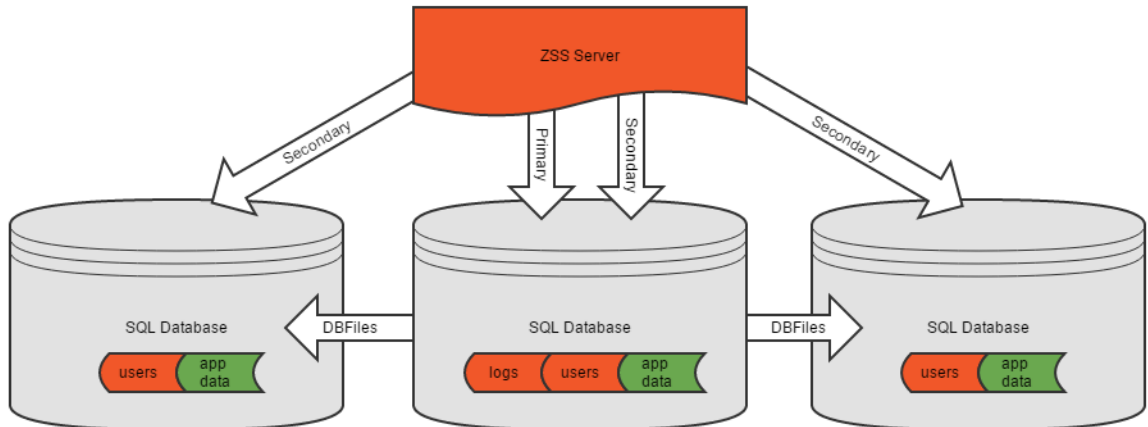 ZSS Server
Secondary
Primary
Secondary
Secondary
SQL Database
DBFiles
SQL Database
DBFiles
SQL Database
users
app
data
logs
users
app
data
users
app
data